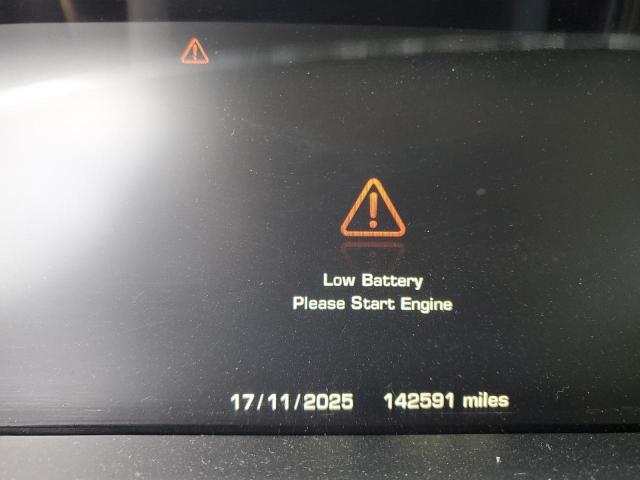 Low Battery
Please Start Engine
17/11/2025 142591 miles